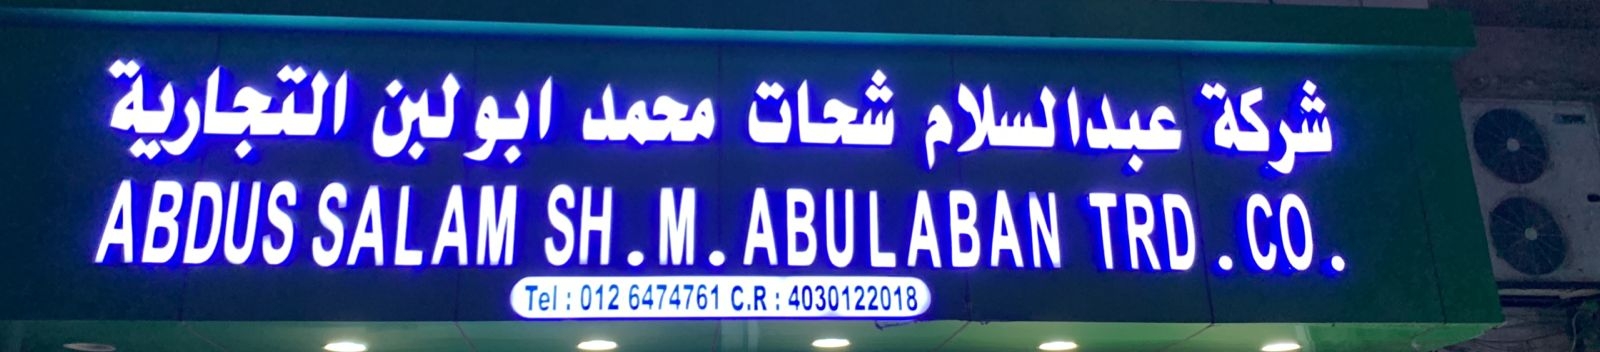 شركة عبدالسلام شحات محمد ابولبن التجارية
ABDUS SALAM SH.M.ABULABAN TRD.CO.
Tel : 012 6474761 C.R : 4030122018